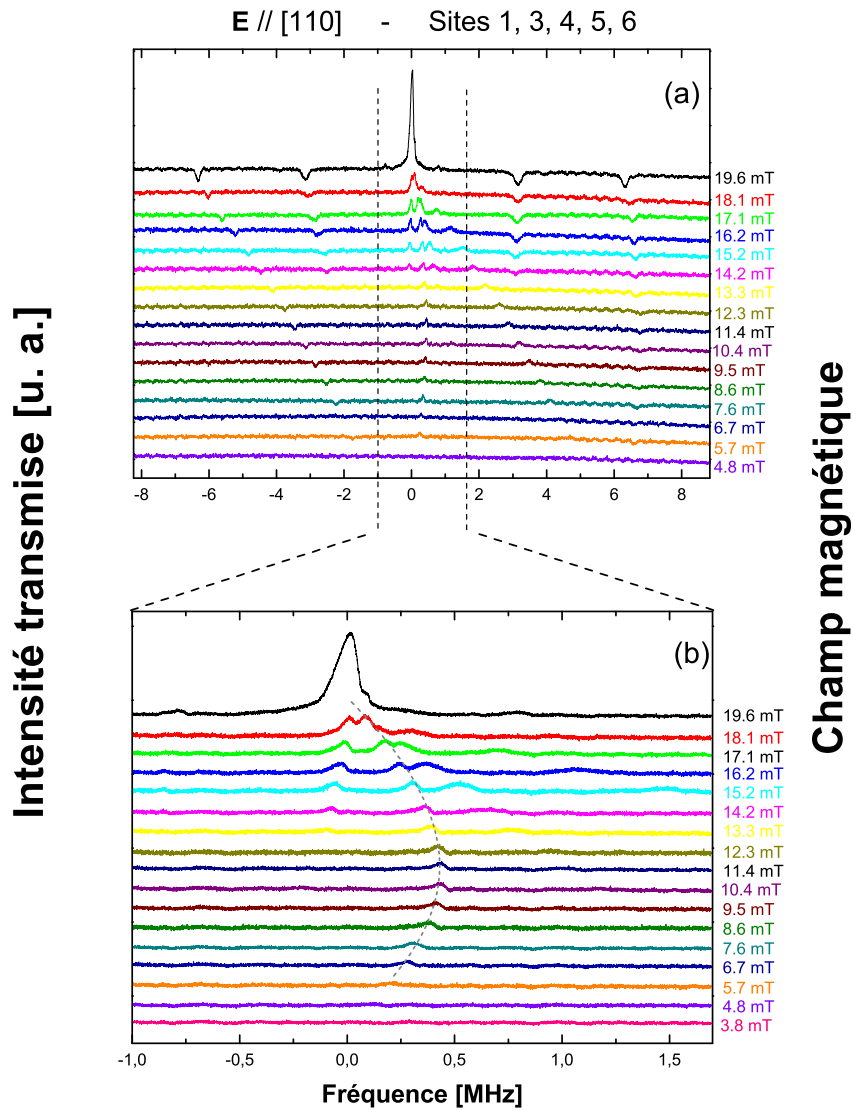 E // [110] - Sites 1, 3, 4, 5, 6
(a)
19.6 mT
18.1 mT
17.1 mT
16.2 mT
15.2 mT
14.2 mT
13.3 mT
12.3 mT
11.4 mT
10.4 mT
9.5 mT
8.6 mT
7.6 mT
6.7 mT
5.7 mT
4.8 mT
-8 -6 -4 -2 0 2 4 6 8
Intensité transmise [u. a.]
Champ magnétique
(b)
19.6 mT
18.1 mT
17.1 mT
16.2 mT
15.2 mT
14.2 mT
13.3 mT
12.3 mT
11.4 mT
10.4 mT
9.5 mT
8.6 mT
7.6 mT
6.7 mT
5.7 mT
4.8 mT
3.8 mT
-1,0 -0,5 0,0 0,5 1,0 1,5
Fréquence [MHz]